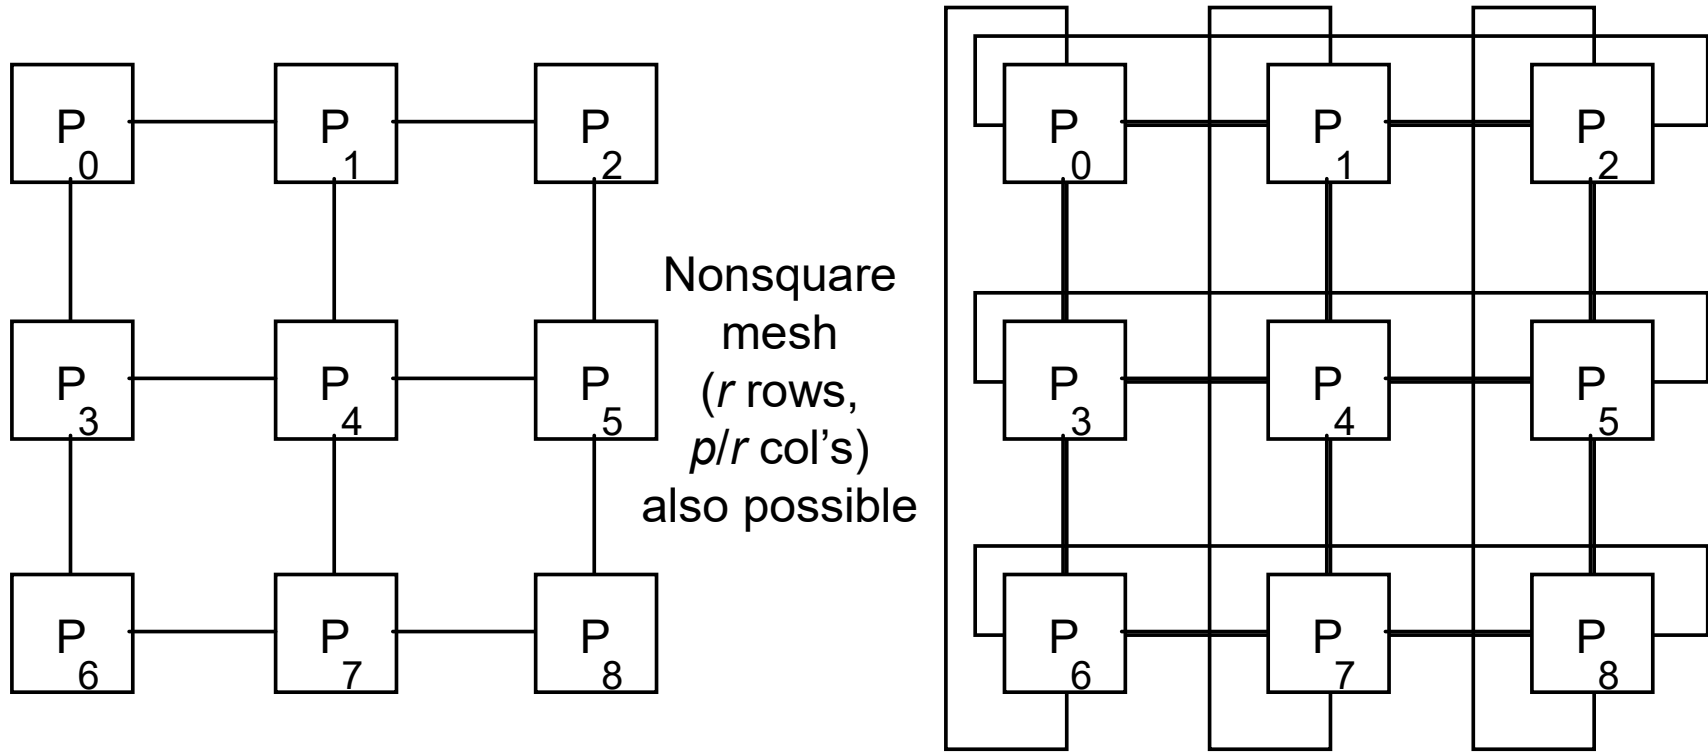 P0 P1 P2 P0 P1 P2
Nonsquare
mesh
(r rows,
p/r col’s)
also possible
P3 P4 P5 P3 P4 P5
P6 P7 P8 P6 P7 P8